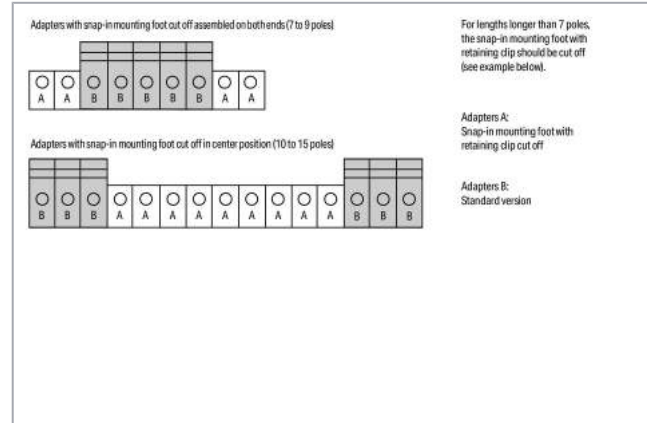 Adapters with snap-in mounting foot cut off assembled on both ends (7 to 9 poles)
A A B B B B B A A
Adapters with snap-in mounting foot cut off in center position (10 to 15 poles)
B B B A A A A A A A A A B B B
For lengths longer than 7 poles,
the snap-in mounting foot with
retaining clip should be cut off
(see example below).
Adapters A:
Snap-in mounting foot with
retaining clip cut off
Adapters B:
Standard version